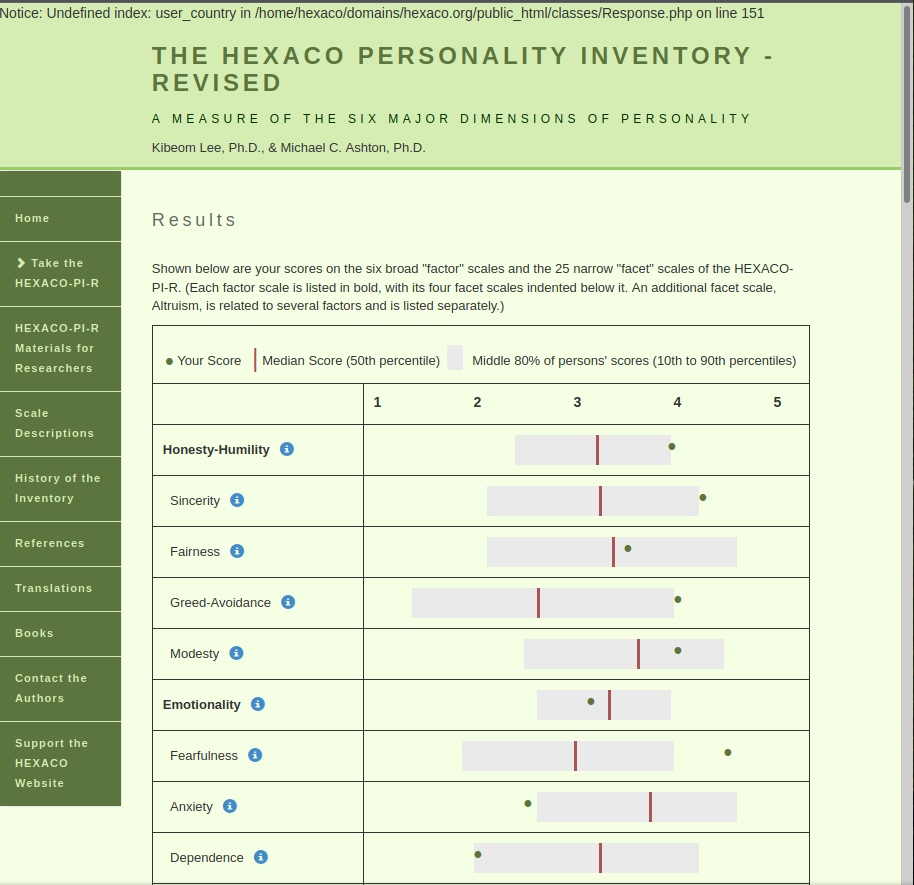 Notice: Undefined index: user_country in /home/hexaco/domains/hexaco.org/public_html/classes/Response.php on line 151
THE HEXACO PERSONALITY INVENTORY -
REVISED
A MEASURE OF THE SIX MAJOR DIMENSIONS OF PERSONALITY
Kibeom Lee, Ph.D., & Michael C. Ashton, Ph.D.
Home
Take the
HEXACO-PI-R
HEXACO-PI-R
Materials for
Researchers
Scale
Descriptions
History of the
Inventory
References
Translations
Books
Contact the
Authors
Support the
HEXACO
Website
Results
Shown below are your scores on the six broad "factor" scales and the 25 narrow "facet" scales of the HEXACO-
PI-R. (Each factor scale is listed in bold, with its four facet scales indented below it. An additional facet scale,
Altruism, is related to several factors and is listed separately.)
Your Score Median Score (50th percentile) Middle 80% of persons' scores (10th to 90th percentiles)
1 2 3 4 5
Honesty-Humility
Sincerity
Fairness
Greed-Avoidance
Modesty
Emotionality
Fearfulness
Anxiety
Dependence